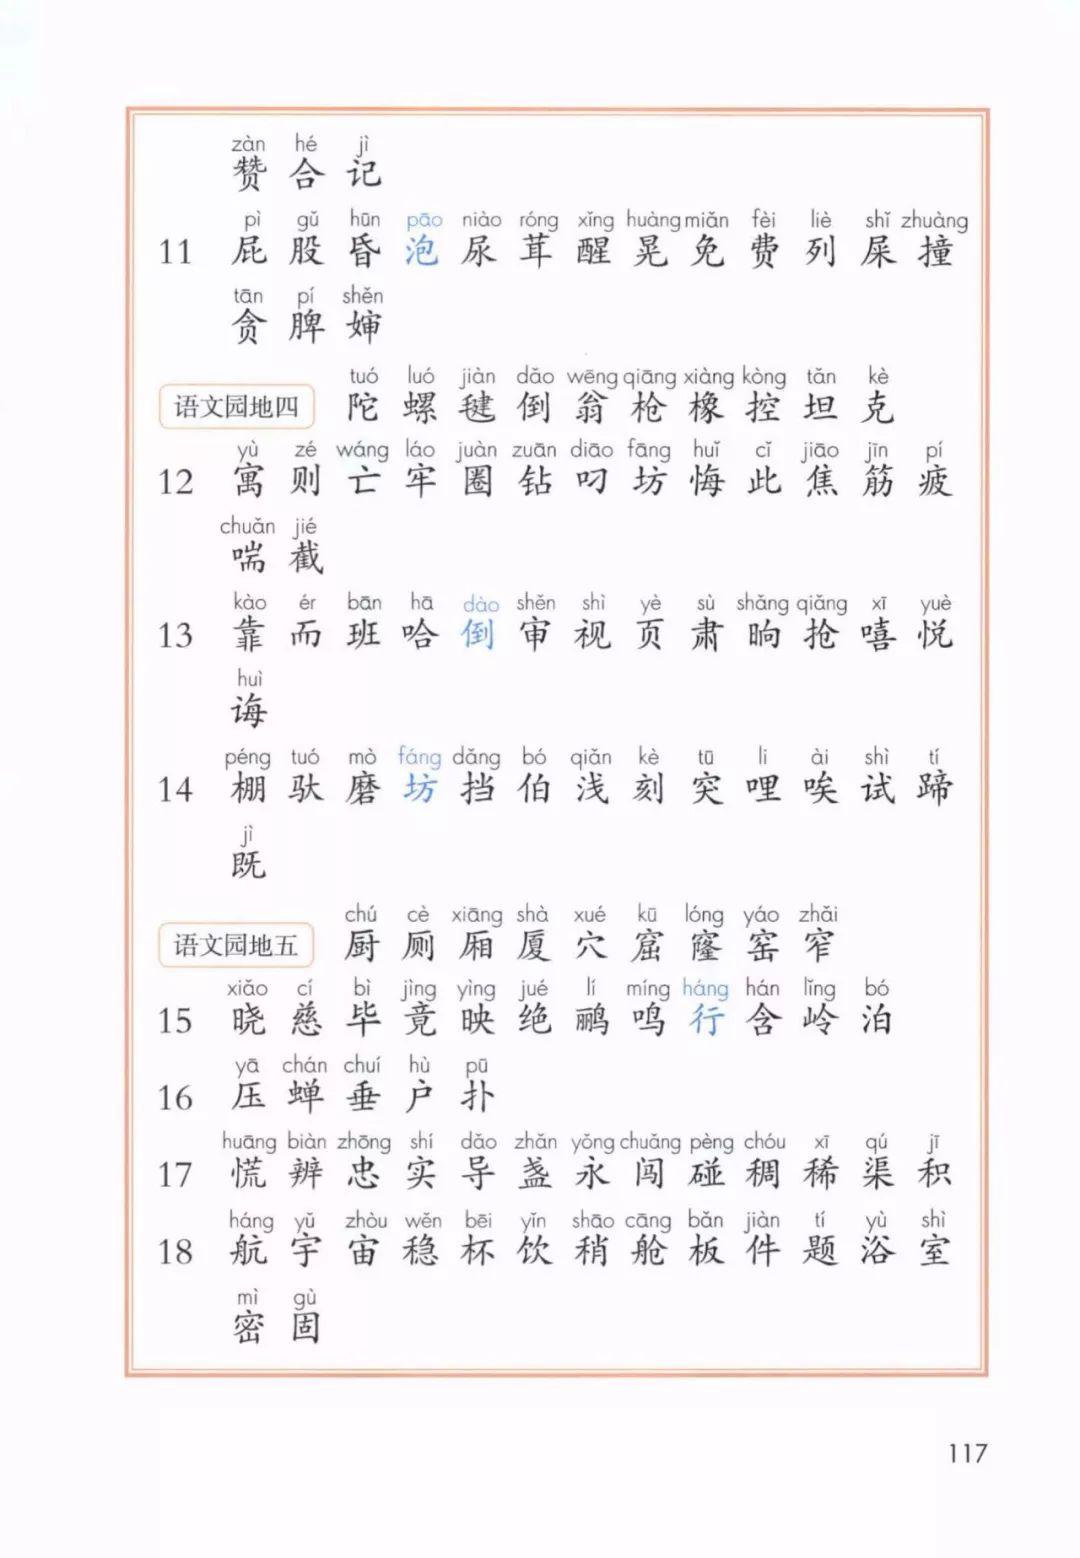 zàn hé jì
赞 合 记
pì gǔ hūn pāo niào róng xǐng huàng miǎn fèi liè shǐ zhuàng
11 屁 股 昏 泡 尿 茸 醒 晃 免 费 列 屎 撞
tān pí shěn
贪 脾 婶
tuó luó jiàn dǎo wēng qiāng xiàng kòng tǎn kè
语文园地四 陀 螺 毽 倒 翁 枪 橡 控 坦 克
yù zé wáng láo juàn zuān diāo fāng huǐ cǐ jiāo jīn pí
12 寓 则 亡 牢 圈 钻 叼 坊 悔 此 焦 筋 疲
chuǎn jié
喘 截
kào ér bān hā dào shěn shì yè sù shǎng qiǎng xī yuè
13 靠 而 班 哈 倒 审 视 页 肃 晌 抢 嘻 悦
huì
诲
péng tuó mò fáng dǎng bó qiǎn kè tū li ài shì tí
14 棚 驮 磨 坊 挡 伯 浅 刻 突 哩 唉 试 蹄
jì
既
chú cè xiāng shà xué kū lóng yáo zhǎi
语文园地五 厨 厕 厢 厦 穴 窟 窿 窑 窄
xiǎo cí bì jìng yìng jué lí míng háng hán lǐng bó
15 晓 慈 毕 竟 映 绝 鹂 鸣 行 含 岭 泊
yā chán chuí hù pū
16 压 蝉 垂 户 扑
huāng biàn zhōng shí dǎo zhǎn yǒng chuǎng pèng chóu xī qú jī
17 慌 辨 忠 实 导 盏 永 闯 碰 稠 稀 渠 积
háng yǔ zhòu wěn bēi yǐn shāo cāng bǎn jiàn tí yù shì
18 航 宇 宙 稳 杯 饮 稍 舱 板 件 题 浴 室
mì gù
密 固
117